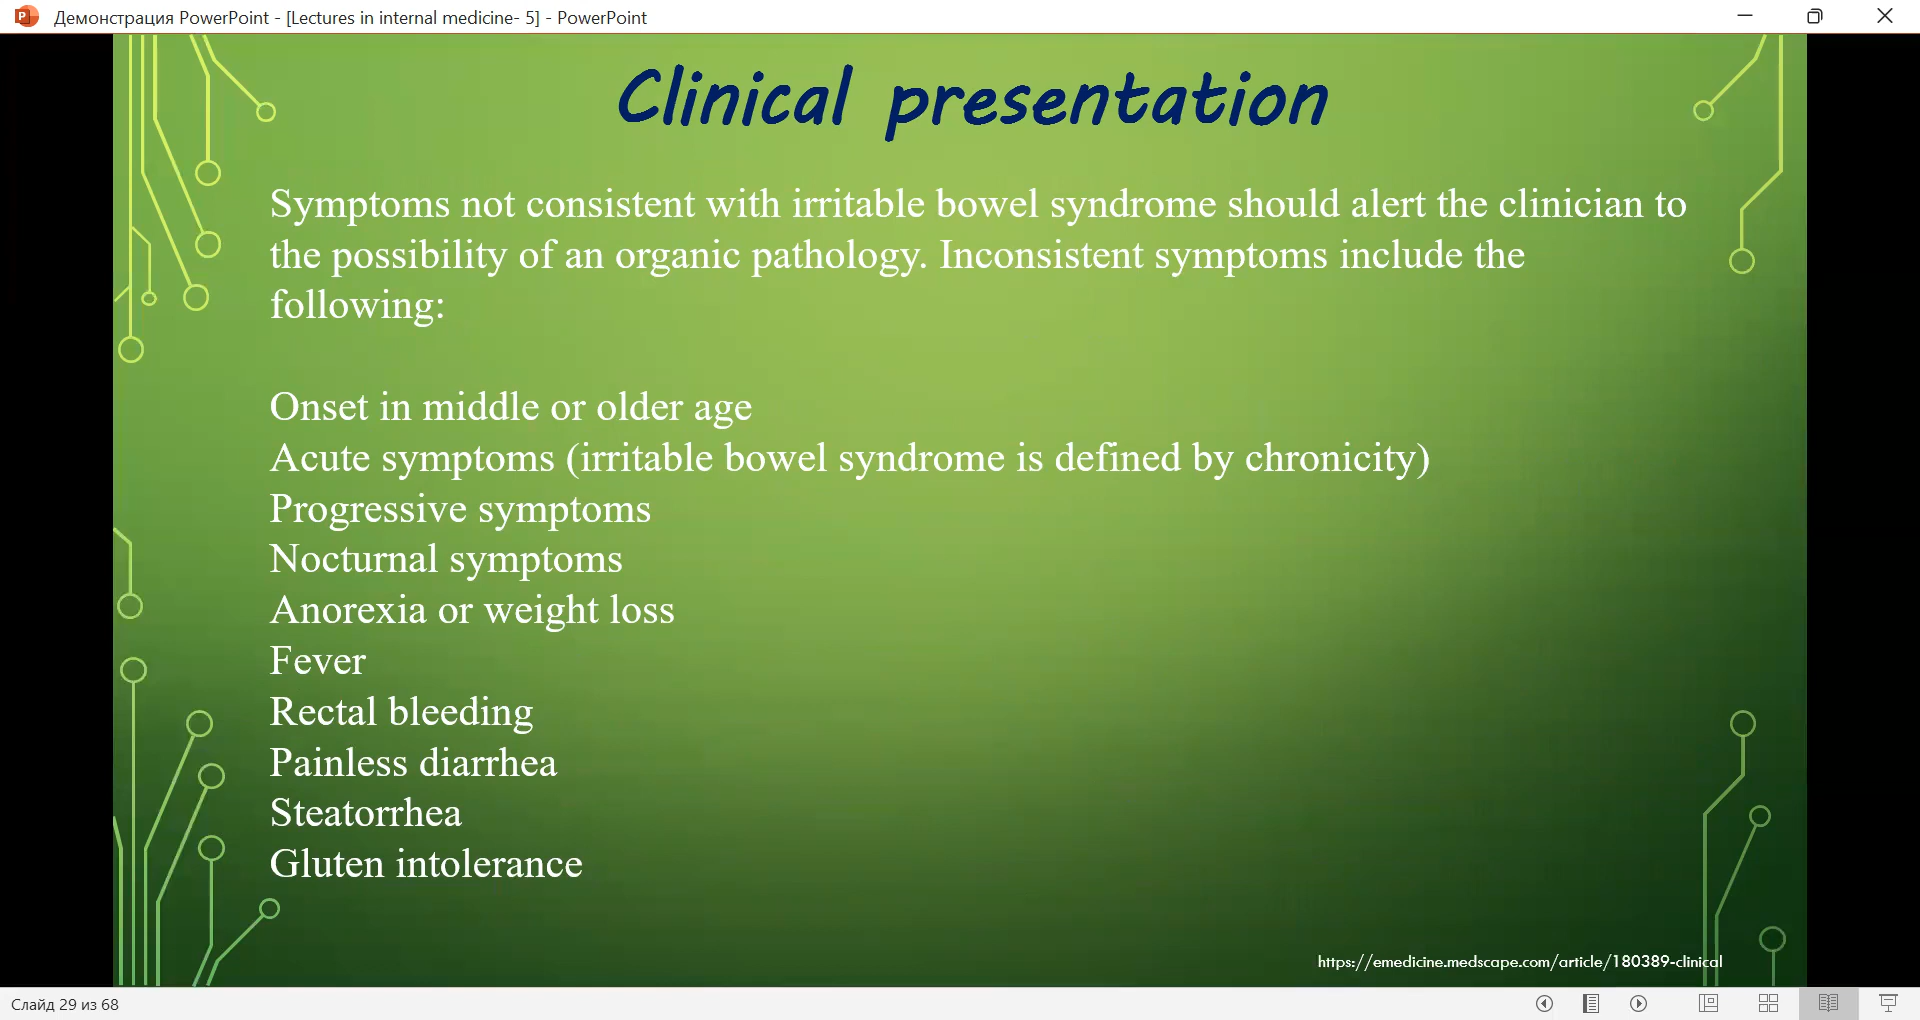 Демонстрация PowerPoint - [Lectures in internal medicine- 5] - PowerPoint
Clinical presentation
Symptoms not consistent with irritable bowel syndrome should alert the clinician to
the possibility of an organic pathology. Inconsistent symptoms include the
following:
Onset in middle or older age
Acute symptoms (irritable bowel syndrome is defined by chronicity)
Progressive symptoms
Nocturnal symptoms
Anorexia or weight loss
Fever
Rectal bleeding
Painless diarrhea
Steatorrhea
Gluten intolerance
https://emedicine.medscape.com/article/180389-clinical
Слайд 29 из 68